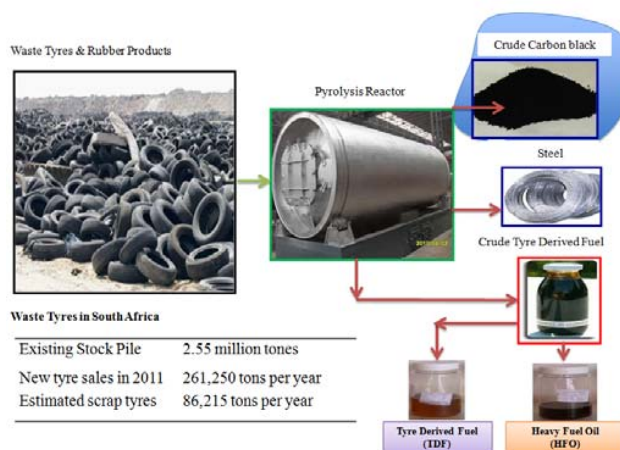 Waste Tyres & Rubber Products
Pyrolysis Reactor
Crude Carbon black
Steel
Crude Tyre Derived Fuel
Waste Tyres in South Africa
Existing Stock Pile 2.55 million tones
New tyre sales in 2011 261,250 tons per year
Estimated scrap tyres 86,215 tons per year
Tyre Derived Fuel
(TDF)
Heavy Fuel Oil
(HFO)